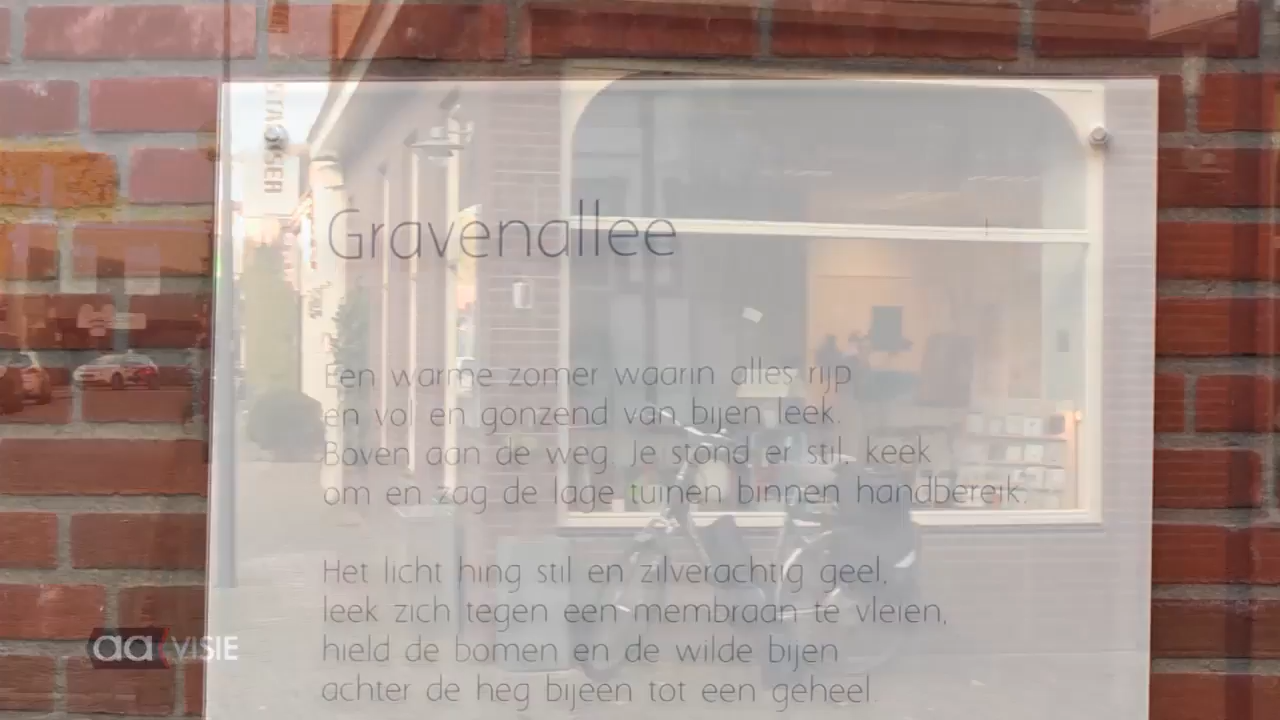 Gravenallee
Een warme zomer waarin alles rijp
en vol en gonzend van bijen leek.
Boven aan de weg. Je stond er stil, keek
om en zag de lage tuinen binnen handbereik.
Het licht hing stil en zilverachtig geel,
leek zich tegen een membraan te vleien,
hield de bomen en de wilde bijen
achter de heg bijeen tot een geheel.
aa(VISIE